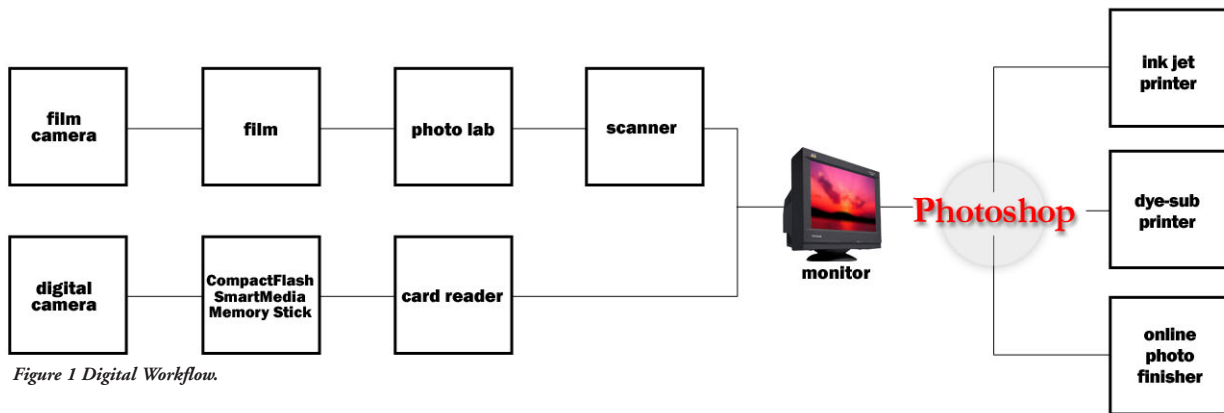 film
camera
film
photo lab
scanner
digital
camera
CompactFlash
SmartMedia
Memory Stick
card reader
monitor
Photoshop
ink jet
printer
dye-sub
printer
online
photo
finisher
Figure 1 Digital Workflow.